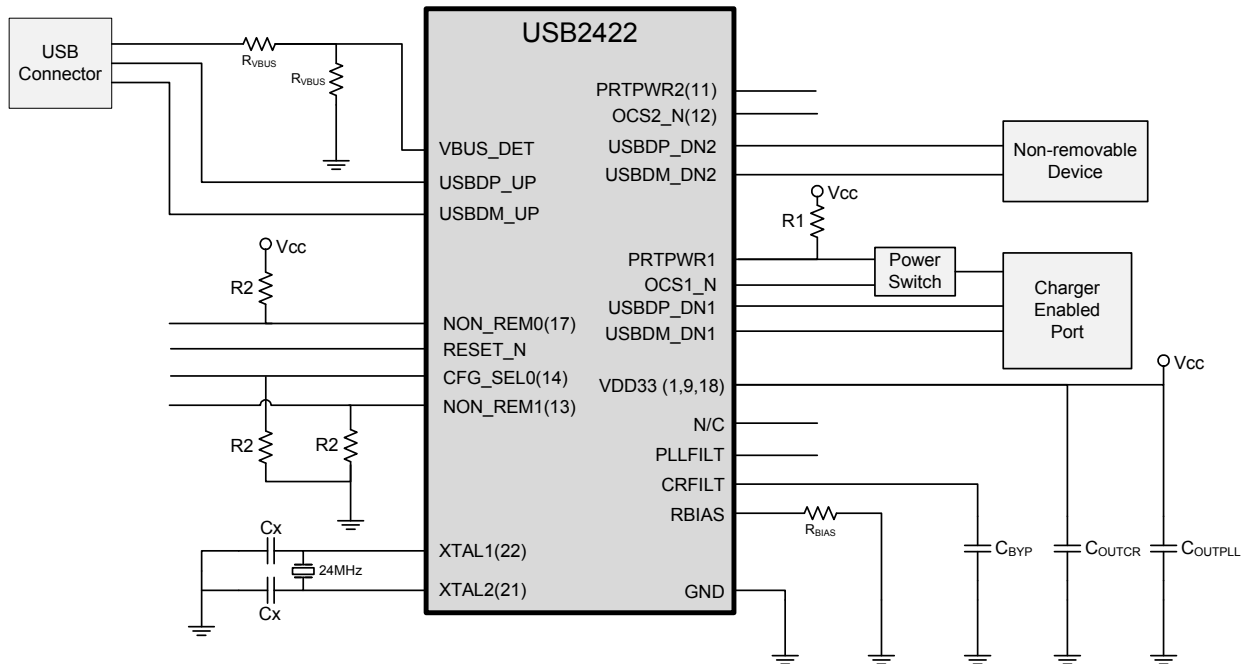 USB2422
USB
Connector
RVBUS
RVBUS
VBUS_DET
USBDP_UP
USBDM_UP
Vcc
R2
NON_REM0(17)
RESET_N
CFG_SEL0(14)
NON_REM1(13)
R2
R2
Cx
24MHz
Cx
XTAL1(22)
XTAL2(21)
PRTPWR2(11)
OCS2_N(12)
USBDP_DN2
USBDM_DN2
Non-removable
Device
Vcc
R1
PRTPWR1
OCS1_N
USBDP_DN1
USBDM_DN1
Power
Switch
Charger
Enabled
Port
VDD33 (1,9,18)
Vcc
N/C
PLLFILT
CRFILT
RBIAS
RBIAS
CBYP
COUTCR
COUTPLL
GND